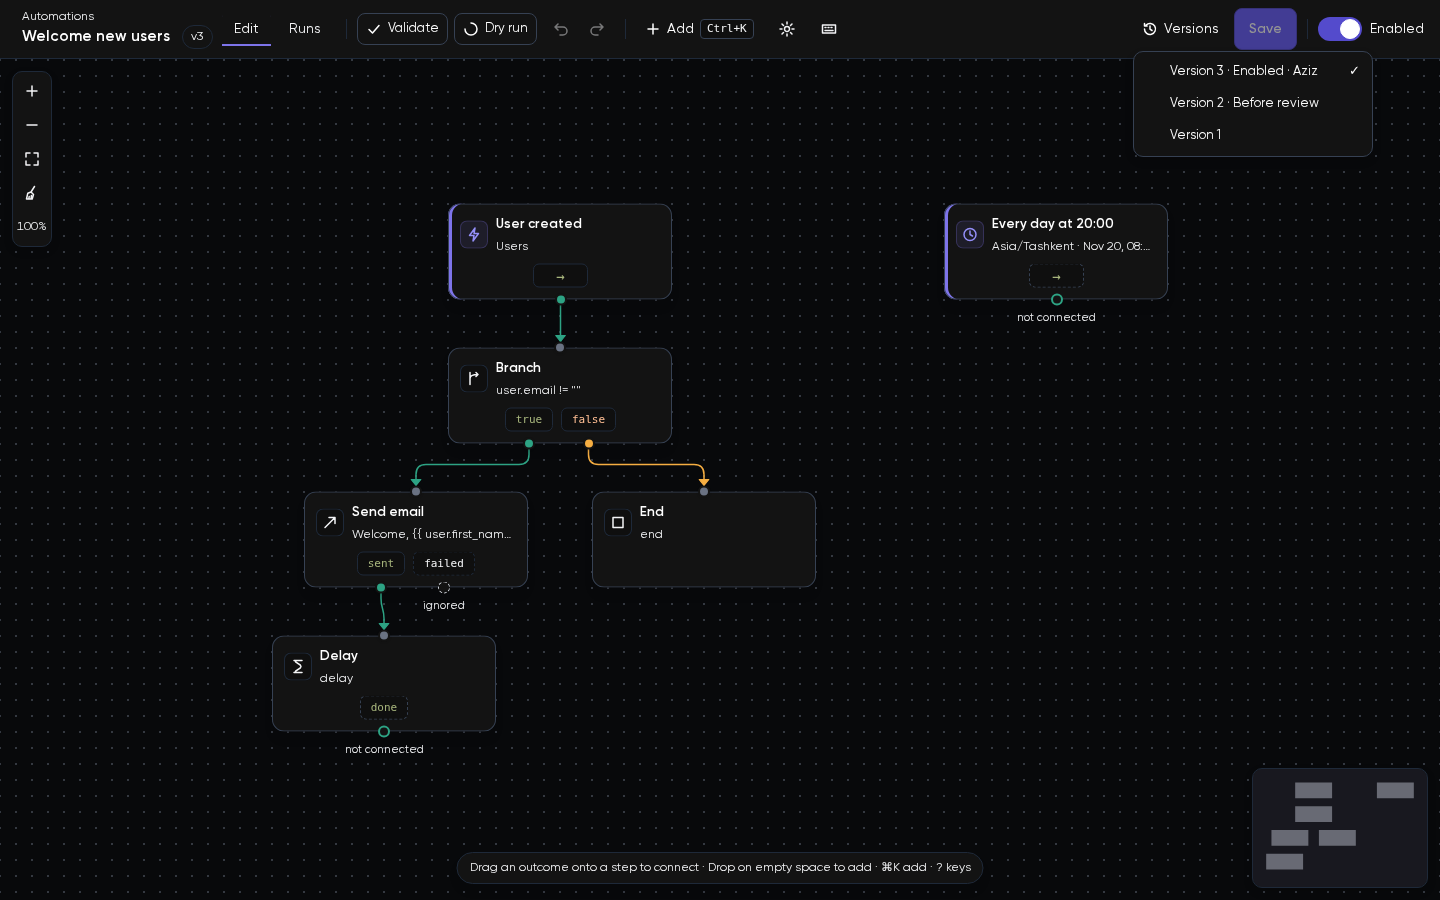 Automations
Welcome new users
v3
Edit
Runs
Validate
Dry run
Add
Ctrl+K
Versions
Save
Enabled
Version 3 · Enabled · Aziz ✓
Version 2 · Before review
Version 1
100%
User created
Users
→
Every day at 20:00
Asia/Tashkent · Nov 20, 08:...
→
not connected
Branch
user.email != ""
true
false
Send email
Welcome, {{ user.first_nam...
sent
failed
ignored
End
end
Delay
delay
done
not connected
Drag an outcome onto a step to connect · Drop on empty space to add · ⌘K add · ? keys